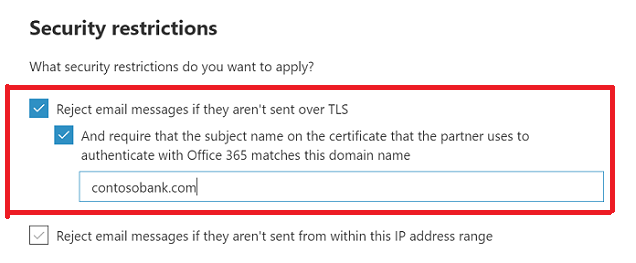 Security restrictions
What security restrictions do you want to apply?
Reject email messages if they aren't sent over TLS
And require that the subject name on the certificate that the partner uses to
authenticate with Office 365 matches this domain name
contosobank.com
Reject email messages if they aren't sent from within this IP address range